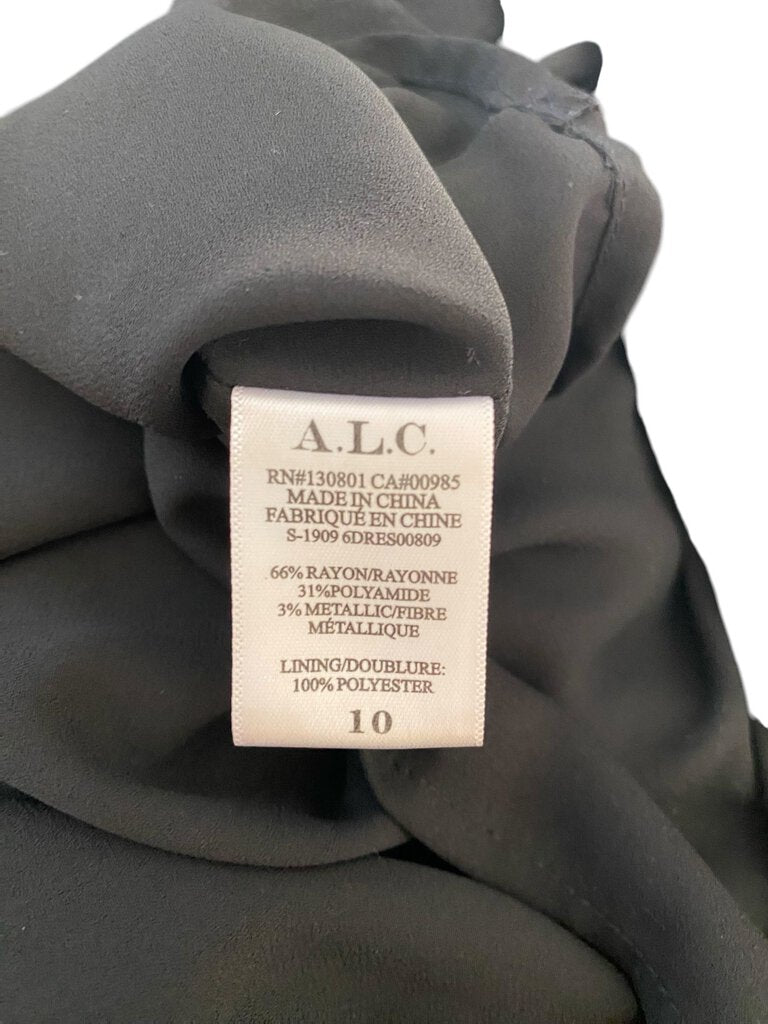 A.L.C.
RN#130801 CA#00985
MADE IN CHINA
FABRIQUÉ EN CHINE
S-1909 6DRES00809
66% RAYON/RAYONNE
31%POLYAMIDE
3% METALLIC/FIBRE
MÉTALLIQUE
LINING/DOUBLURE:
100% POLYESTER
10